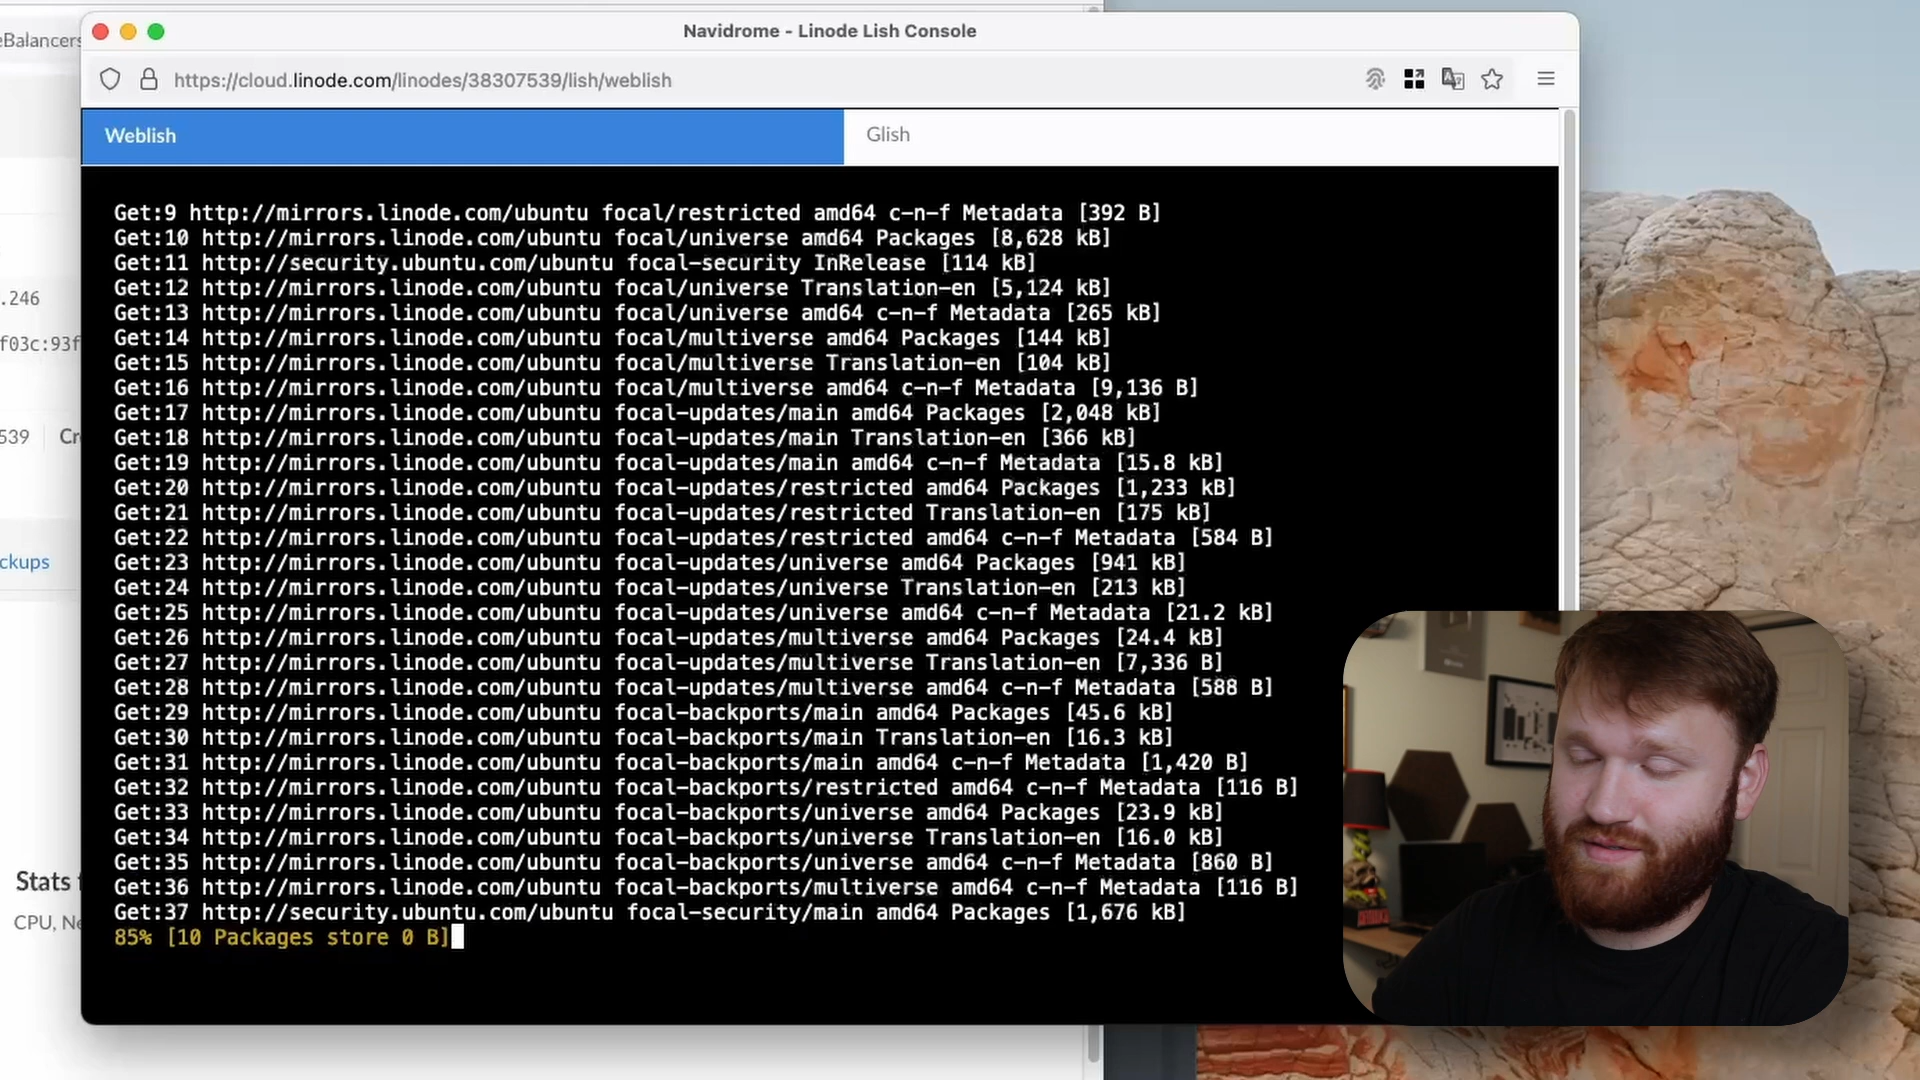 eBalancers
Navidrome - Linode Lish Console
https://cloud.linode.com/linodes/38307539/lish/weblish
Weblish
Glish
Get:9 http://mirrors.linode.com/ubuntu focal/restricted amd64 c-n-f Metadata [392 B]
Get:10 http://mirrors.linode.com/ubuntu focal/universe amd64 Packages [8,628 kB]
Get:11 http://security.ubuntu.com/ubuntu focal-security InRelease [114 kB]
Get:12 http://mirrors.linode.com/ubuntu focal/universe Translation-en [5,124 kB]
Get:13 http://mirrors.linode.com/ubuntu focal/universe amd64 c-n-f Metadata [265 kB]
Get:14 http://mirrors.linode.com/ubuntu focal/multiverse amd64 Packages [144 kB]
Get:15 http://mirrors.linode.com/ubuntu focal/multiverse Translation-en [104 kB]
Get:16 http://mirrors.linode.com/ubuntu focal/multiverse amd64 c-n-f Metadata [9,136 B]
Get:17 http://mirrors.linode.com/ubuntu focal-updates/main amd64 Packages [2,048 kB]
Get:18 http://mirrors.linode.com/ubuntu focal-updates/main Translation-en [366 kB]
Get:19 http://mirrors.linode.com/ubuntu focal-updates/main amd64 c-n-f Metadata [15.8 kB]
Get:20 http://mirrors.linode.com/ubuntu focal-updates/restricted amd64 Packages [1,233 kB]
Get:21 http://mirrors.linode.com/ubuntu focal-updates/restricted Translation-en [175 kB]
Get:22 http://mirrors.linode.com/ubuntu focal-updates/restricted amd64 c-n-f Metadata [584 B]
Get:23 http://mirrors.linode.com/ubuntu focal-updates/universe amd64 Packages [941 kB]
Get:24 http://mirrors.linode.com/ubuntu focal-updates/universe Translation-en [213 kB]
Get:25 http://mirrors.linode.com/ubuntu focal-updates/universe amd64 c-n-f Metadata [21.2 kB]
Get:26 http://mirrors.linode.com/ubuntu focal-updates/multiverse amd64 Packages [24.4 kB]
Get:27 http://mirrors.linode.com/ubuntu focal-updates/multiverse Translation-en [7,336 B]
Get:28 http://mirrors.linode.com/ubuntu focal-updates/multiverse amd64 c-n-f Metadata [588 B]
Get:29 http://mirrors.linode.com/ubuntu focal-backports/main amd64 Packages [45.6 kB]
Get:30 http://mirrors.linode.com/ubuntu focal-backports/main Translation-en [16.3 kB]
Get:31 http://mirrors.linode.com/ubuntu focal-backports/main amd64 c-n-f Metadata [1,420 B]
Get:32 http://mirrors.linode.com/ubuntu focal-backports/restricted amd64 c-n-f Metadata [116 B]
Get:33 http://mirrors.linode.com/ubuntu focal-backports/universe amd64 Packages [23.9 kB]
Get:34 http://mirrors.linode.com/ubuntu focal-backports/universe Translation-en [16.0 kB]
Get:35 http://mirrors.linode.com/ubuntu focal-backports/universe amd64 c-n-f Metadata [860 B]
Get:36 http://mirrors.linode.com/ubuntu focal-backports/multiverse amd64 c-n-f Metadata [116 B]
Get:37 http://security.ubuntu.com/ubuntu focal-security/main amd64 Packages [1,676 kB]
85% [10 Packages store 0 B]
.246
f03c:93f
539 Cr
ckups
Stats f
CPU, Ne